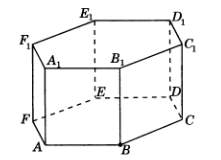 E₁ D₁
F₁ A₁ B₁ C₁
F E D C
A B